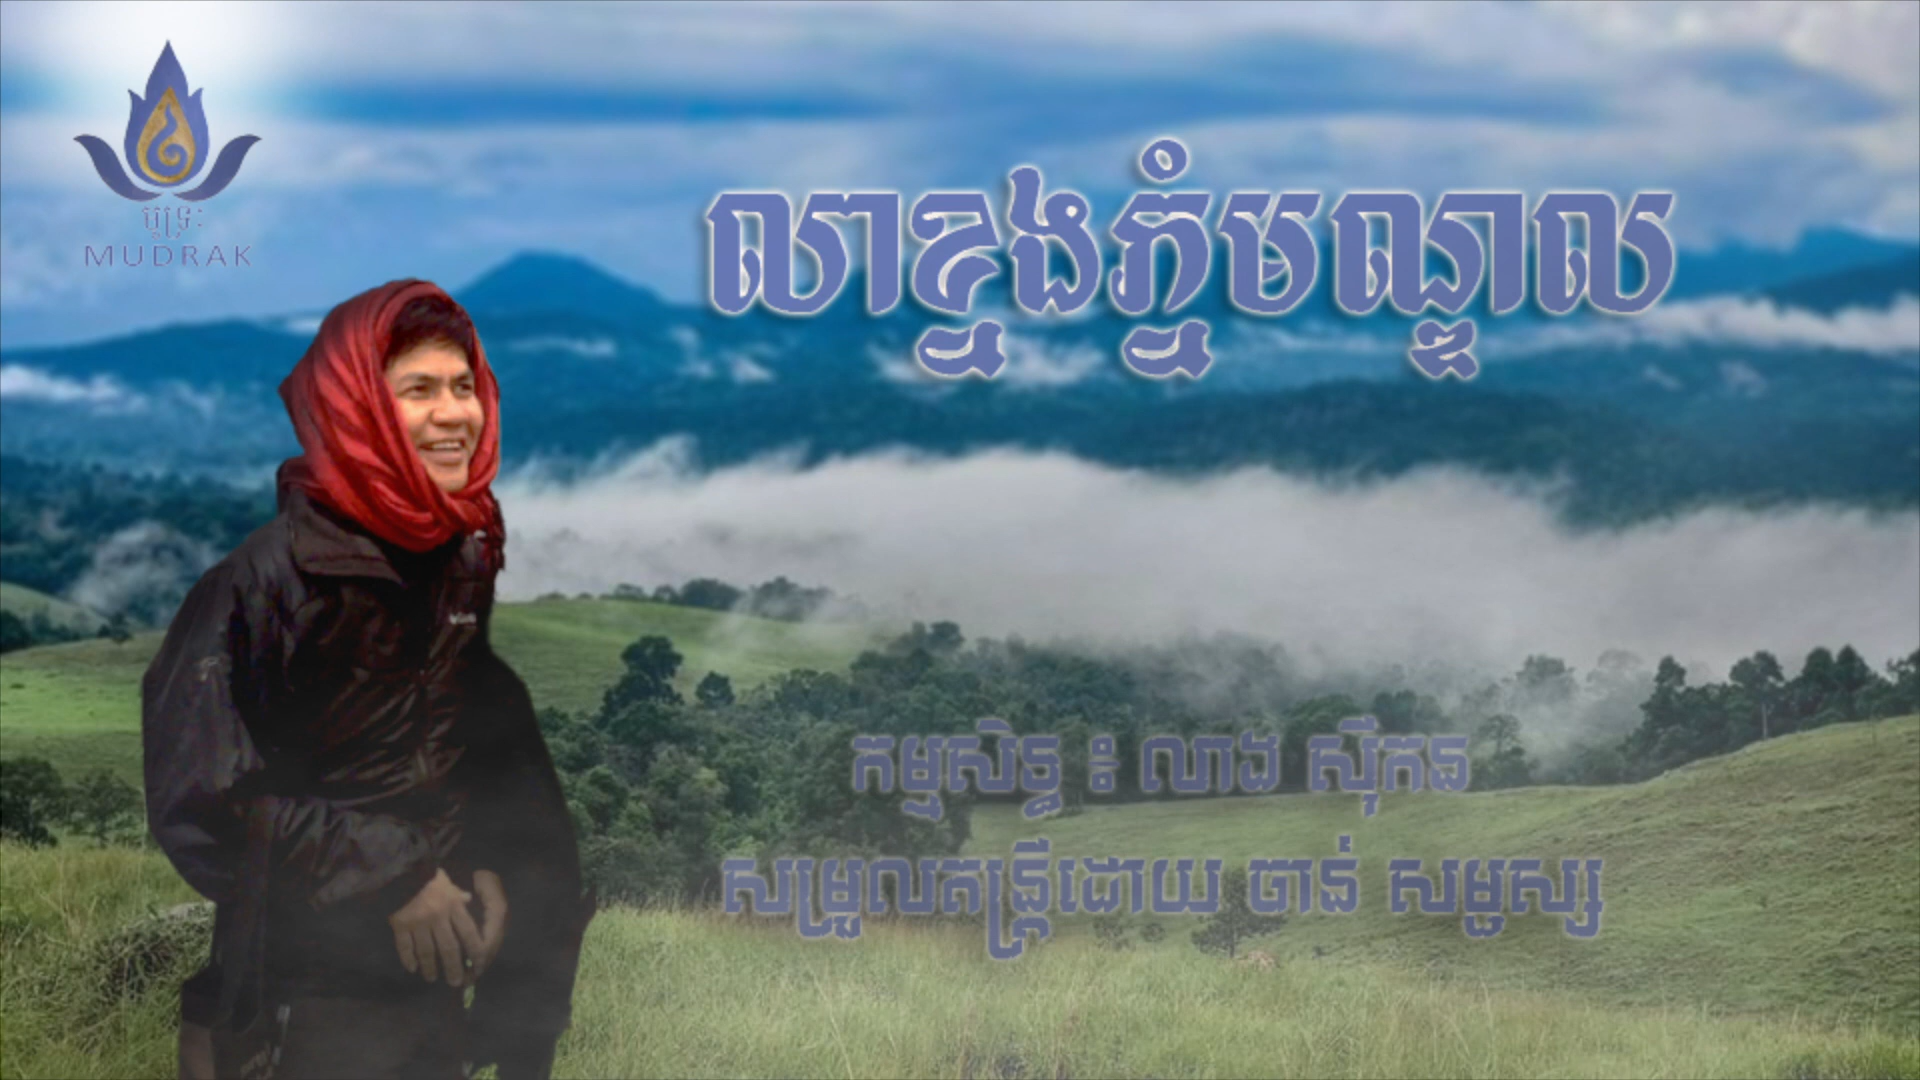 មុទ្រៈ
MUDRAK
លាខ្នងភ្នំមណ្ឌល
កម្មសិទ្ធ ៖ លាង ស៊ីកន
សម្រួលតន្ត្រីដោយ ចាន់ សម្ផស្ស